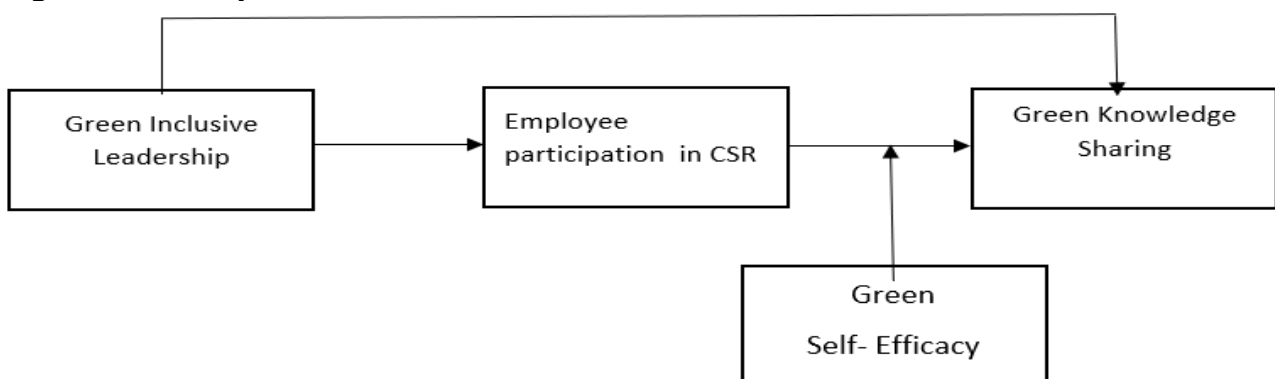 Green Inclusive
Leadership
Employee
participation in CSR
Green Knowledge
Sharing
Green
Self- Efficacy